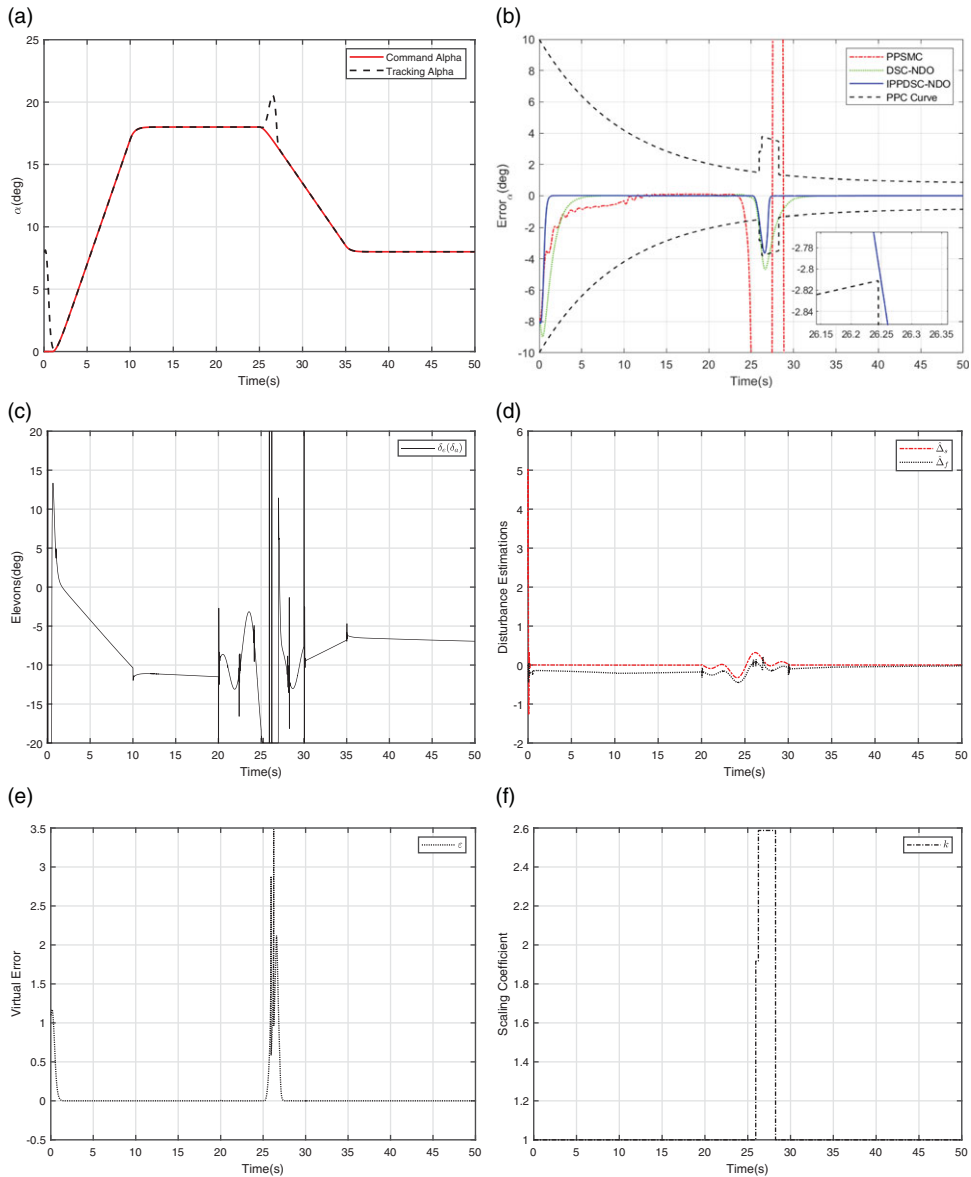 (a)
25
20
15
10
5
0
α(deg)
Command Alpha
Tracking Alpha
0 5 10 15 20 25 30 35 40 45 50
Time(s)
(b)
10
8
6
4
2
0
-2
-4
-6
-8
-10
Error_α(deg)
PPSMC
DSC-NDO
IPPDSC-NDO
PPC Curve
-2.78
-2.8
-2.82
-2.84
26.15 26.2 26.25 26.3 26.35
0 5 10 15 20 25 30 35 40 45 50
Time(s)
(c)
20
15
10
5
0
-5
-10
-15
-20
Elevons(deg)
δ_e(δ_a)
0 5 10 15 20 25 30 35 40 45 50
Time(s)
(d)
6
5
4
3
2
1
0
-1
-2
Disturbance Estimations
Δ̂_s
Δ̂_f
0 5 10 15 20 25 30 35 40 45 50
Time(s)
(e)
3.5
3
2.5
2
1.5
1
0.5
0
-0.5
Virtual Error
ε
0 5 10 15 20 25 30 35 40 45 50
Time(s)
(f)
2.6
2.4
2.2
2
1.8
1.6
1.4
1.2
1
Scaling Coefficient
k
0 5 10 15 20 25 30 35 40 45 50
Time(s)